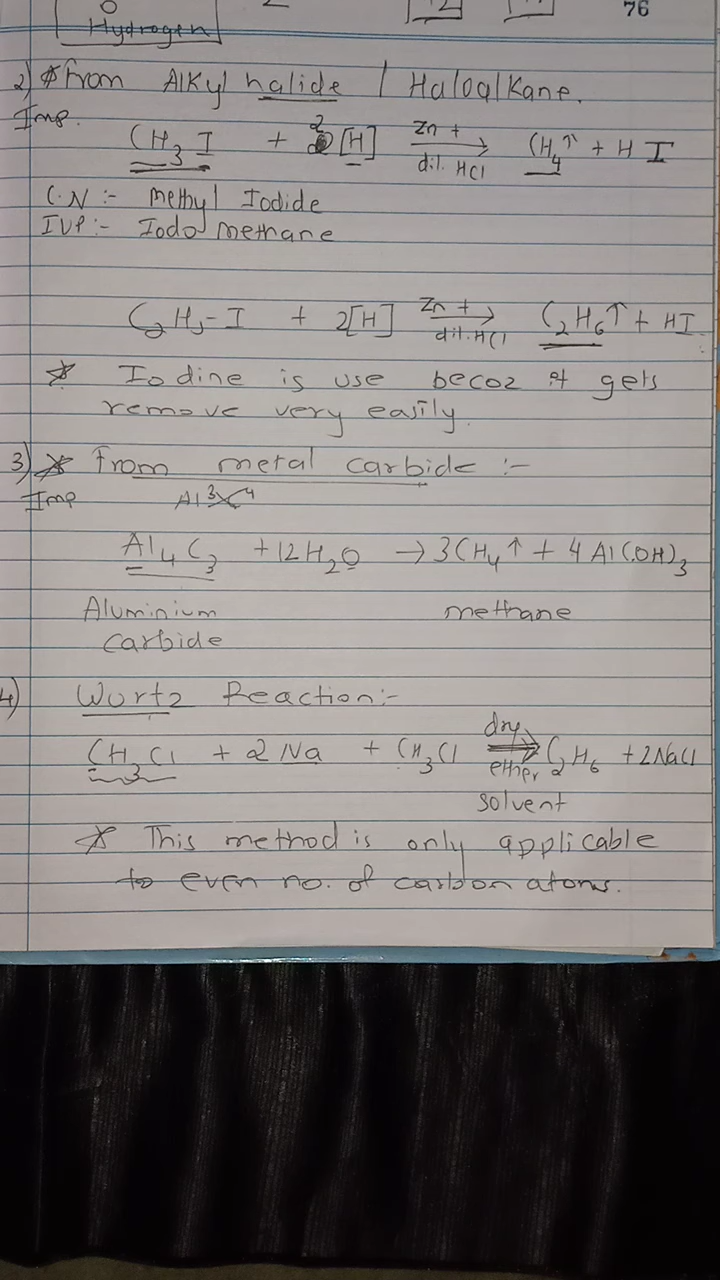 76
Hydrogen
2) * From Alkyl halide / Haloalkane.
Imp.
CH3I + 2[H] Zn + dil. HCl → CH4↑ + HI
C.N :- Methyl Iodide
IUP :- Iodo methane
C2H5-I + 2[H] Zn + dil. HCl → C2H6↑ + HI
* Iodine is use becoz it gets
remove very easily.
3) * From metal carbide :-
Imp Al 3 C 4
Al4C3 + 12H2O → 3CH4↑ + 4Al(OH)3
Aluminium methane
carbide
4) Wurtz Reaction:-
CH3Cl + 2Na + CH3Cl dry ether → C2H6 + 2NaCl
solvent
* This method is only applicable
to even no. of carbon atoms.